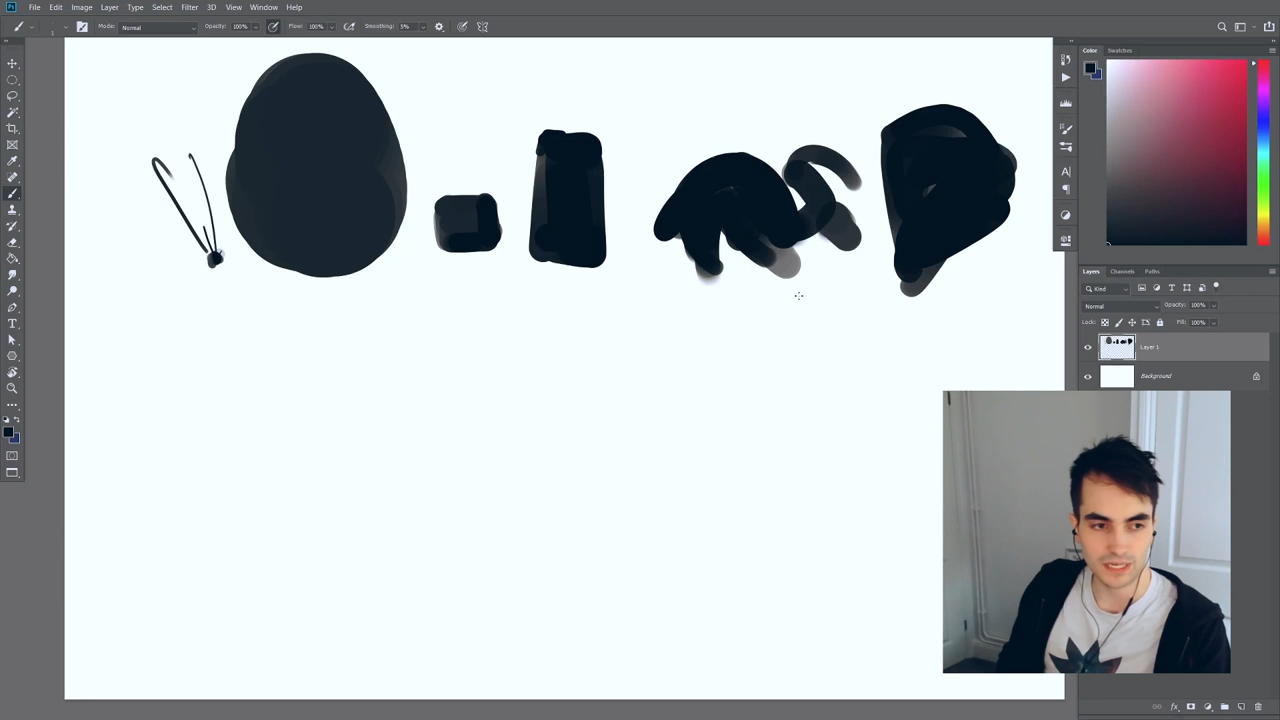 Ps File Edit Image Layer Type Select Filter 3D View Window Help
Mode: Normal Opacity: 100% Flow: 100% Smoothing: 5%
Color Swatches
Layers Channels Paths
Kind
Normal Opacity: 100%
Lock: Fill: 100%
Layer 1
Background